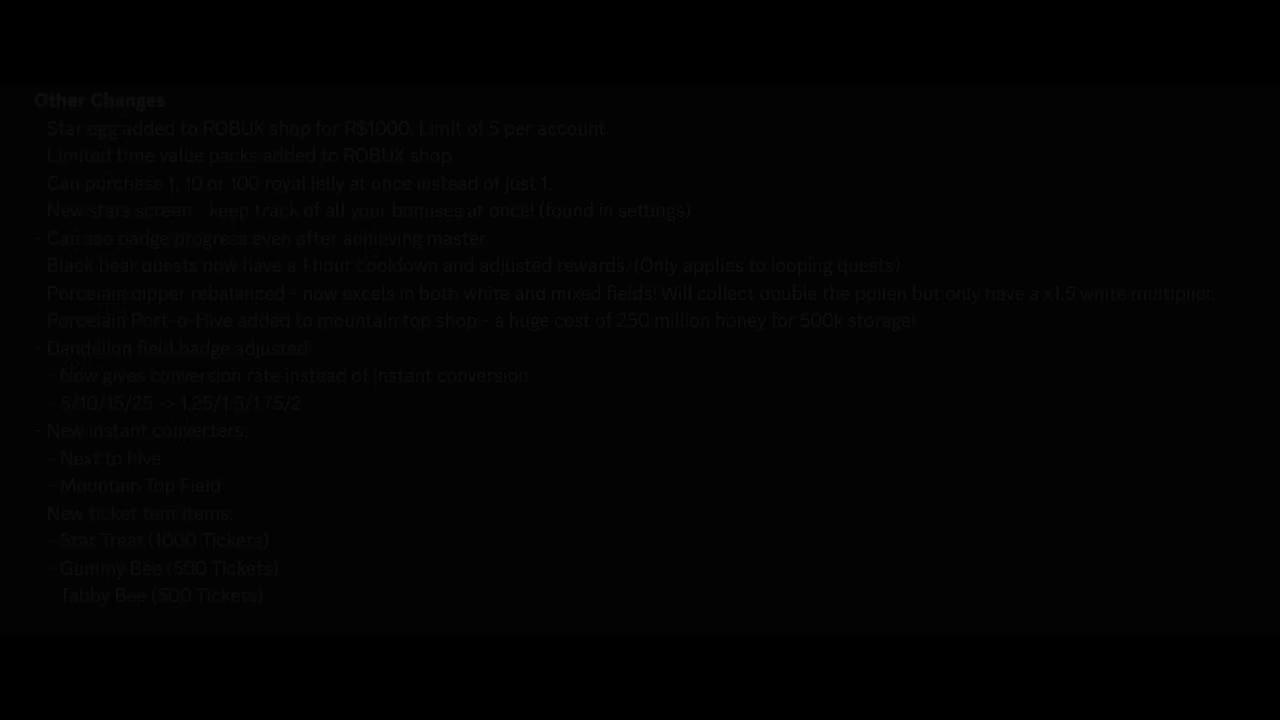 Other Changes
Star egg added to ROBUX shop for R$1000. Limit of 5 per account.
Limited time value packs added to ROBUX shop
Can purchase 1, 10 or 100 royal jelly at once instead of just 1.
New stats screen - keep track of all your bonuses at once! (found in settings)
- Can see badge progress even after achieving master
Black bear quests now have a 1 hour cooldown and adjusted rewards. (Only applies to looping quests)
Porcelain dipper rebalanced - now excels in both white and mixed fields! Will collect double the pollen but only have a x1.5 white multiplier.
Porcelain Port-o-Hive added to mountain top shop - a huge cost of 250 million honey for 500k storage!
- Dandelion field badge adjusted
- Now gives conversion rate instead of instant conversion
- 5/10/15/25 -> 1.25/1.5/1.75/2
- New instant converters:
- Next to Hive
- Mountain Top Field
New ticket tent items:
- Star Treat (1000 Tickets)
- Gummy Bee (500 Tickets)
Tabby Bee (500 Tickets)